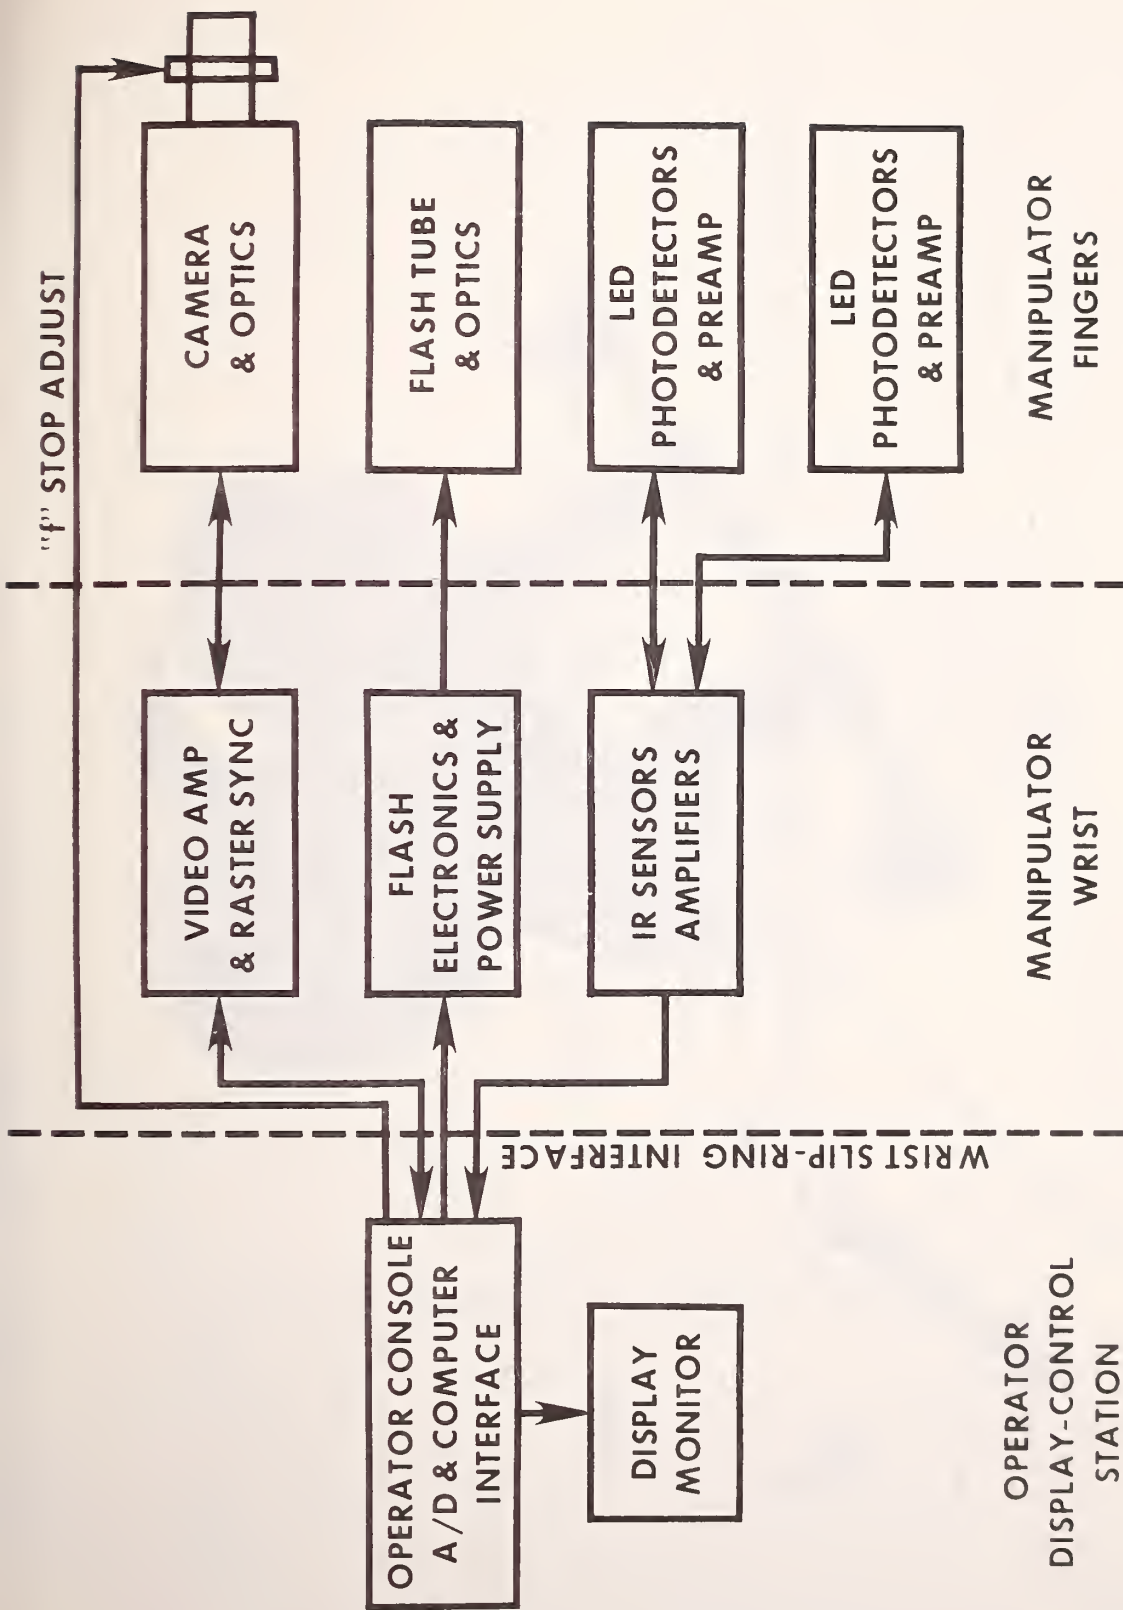 "f" STOP ADJUST
CAMERA
& OPTICS
FLASH TUBE
& OPTICS
LED
PHOTODETECTORS
& PREAMP
LED
PHOTODETECTORS
& PREAMP
MANIPULATOR
FINGERS
VIDEO AMP
& RASTER SYNC
FLASH
ELECTRONICS &
POWER SUPPLY
IR SENSORS
AMPLIFIERS
MANIPULATOR
WRIST
WRIST SLIP-RING INTERFACE
OPERATOR CONSOLE
A/D & COMPUTER
INTERFACE
DISPLAY
MONITOR
OPERATOR
DISPLAY-CONTROL
STATION